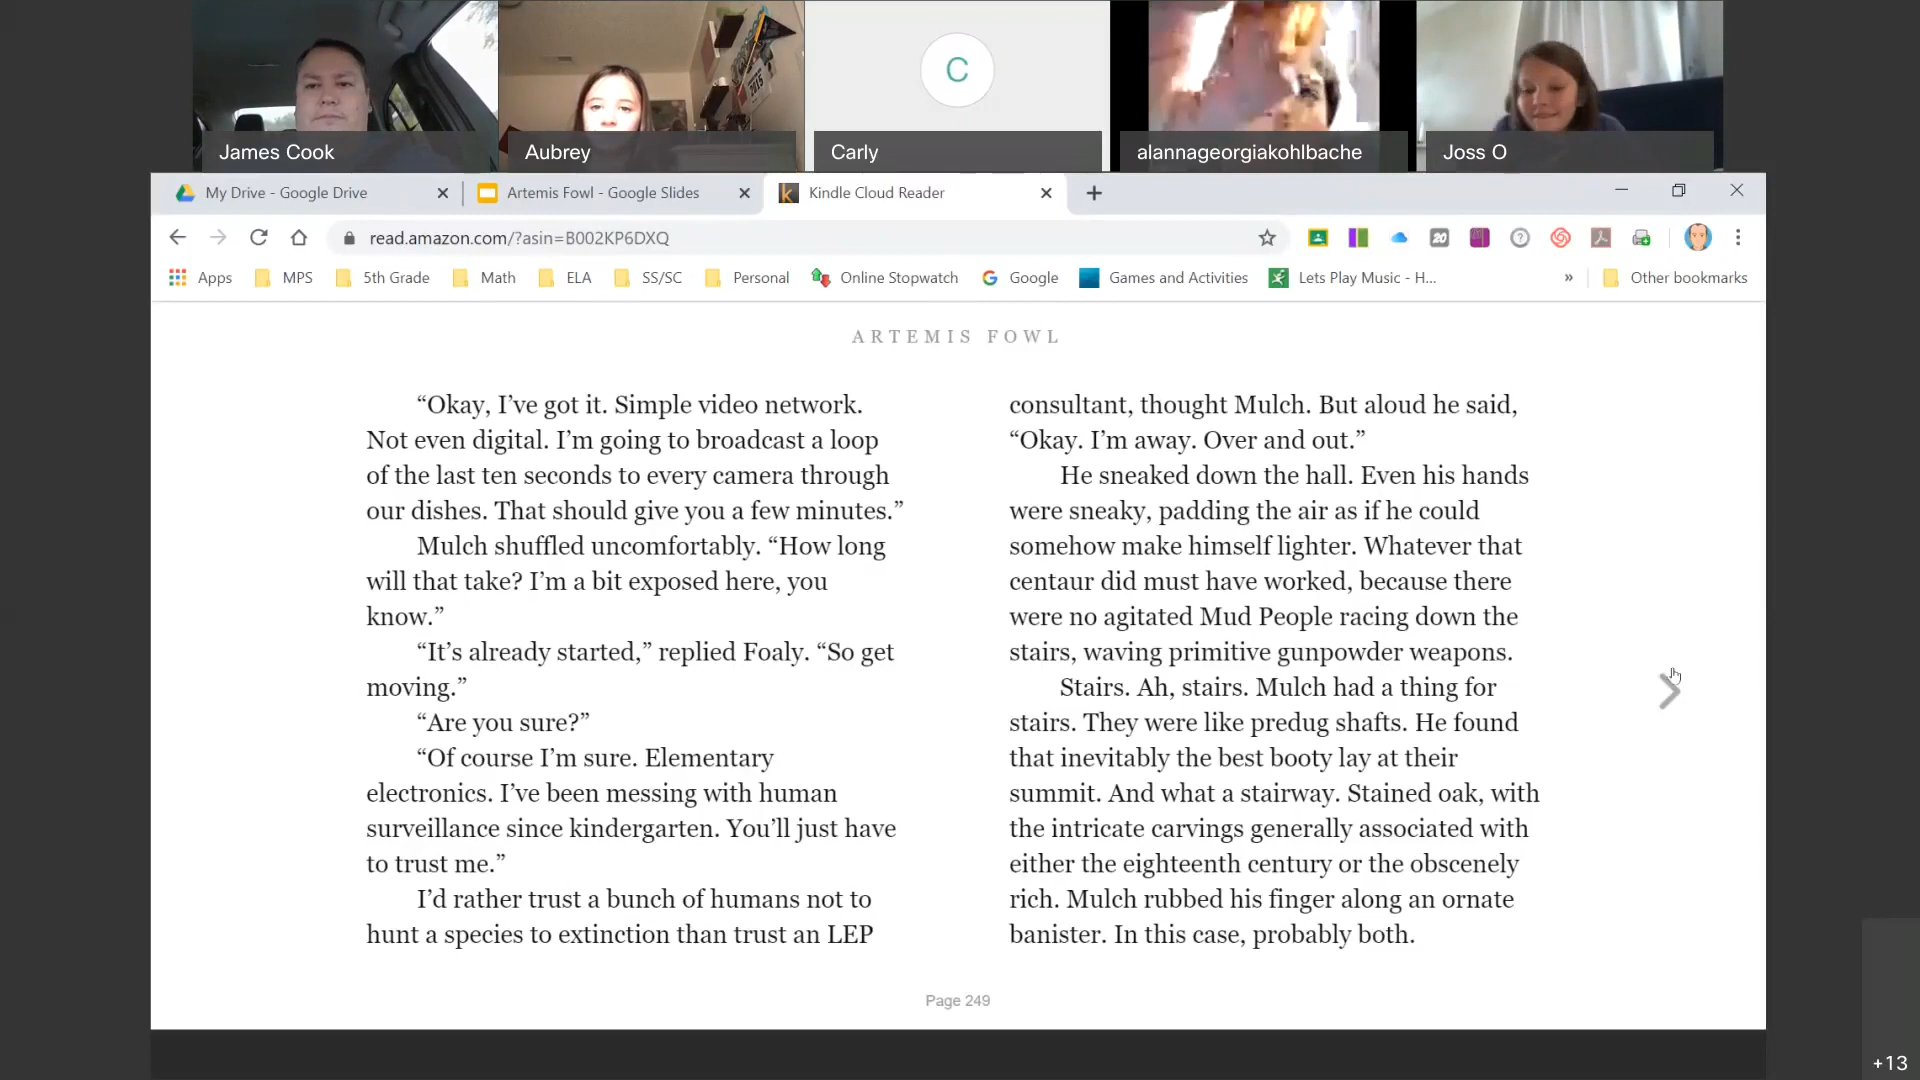 James Cook
Aubrey
2015
C
Carly
alannageorgiakohlbache
Joss O
My Drive - Google Drive
Artemis Fowl - Google Slides
Kindle Cloud Reader
read.amazon.com/?asin=B002KP6DXQ
20
Apps
MPS
5th Grade
Math
ELA
SS/SC
Personal
Online Stopwatch
Google
Games and Activities
Lets Play Music - H...
»
Other bookmarks
ARTEMIS FOWL
“Okay, I’ve got it. Simple video network.
Not even digital. I’m going to broadcast a loop
of the last ten seconds to every camera through
our dishes. That should give you a few minutes.”
Mulch shuffled uncomfortably. “How long
will that take? I’m a bit exposed here, you
know.”
“It’s already started,” replied Foaly. “So get
moving.”
“Are you sure?”
“Of course I’m sure. Elementary
electronics. I’ve been messing with human
surveillance since kindergarten. You’ll just have
to trust me.”
I’d rather trust a bunch of humans not to
hunt a species to extinction than trust an LEP
consultant, thought Mulch. But aloud he said,
“Okay. I’m away. Over and out.”
He sneaked down the hall. Even his hands
were sneaky, padding the air as if he could
somehow make himself lighter. Whatever that
centaur did must have worked, because there
were no agitated Mud People racing down the
stairs, waving primitive gunpowder weapons.
Stairs. Ah, stairs. Mulch had a thing for
stairs. They were like predug shafts. He found
that inevitably the best booty lay at their
summit. And what a stairway. Stained oak, with
the intricate carvings generally associated with
either the eighteenth century or the obscenely
rich. Mulch rubbed his finger along an ornate
banister. In this case, probably both.
Page 249
+13